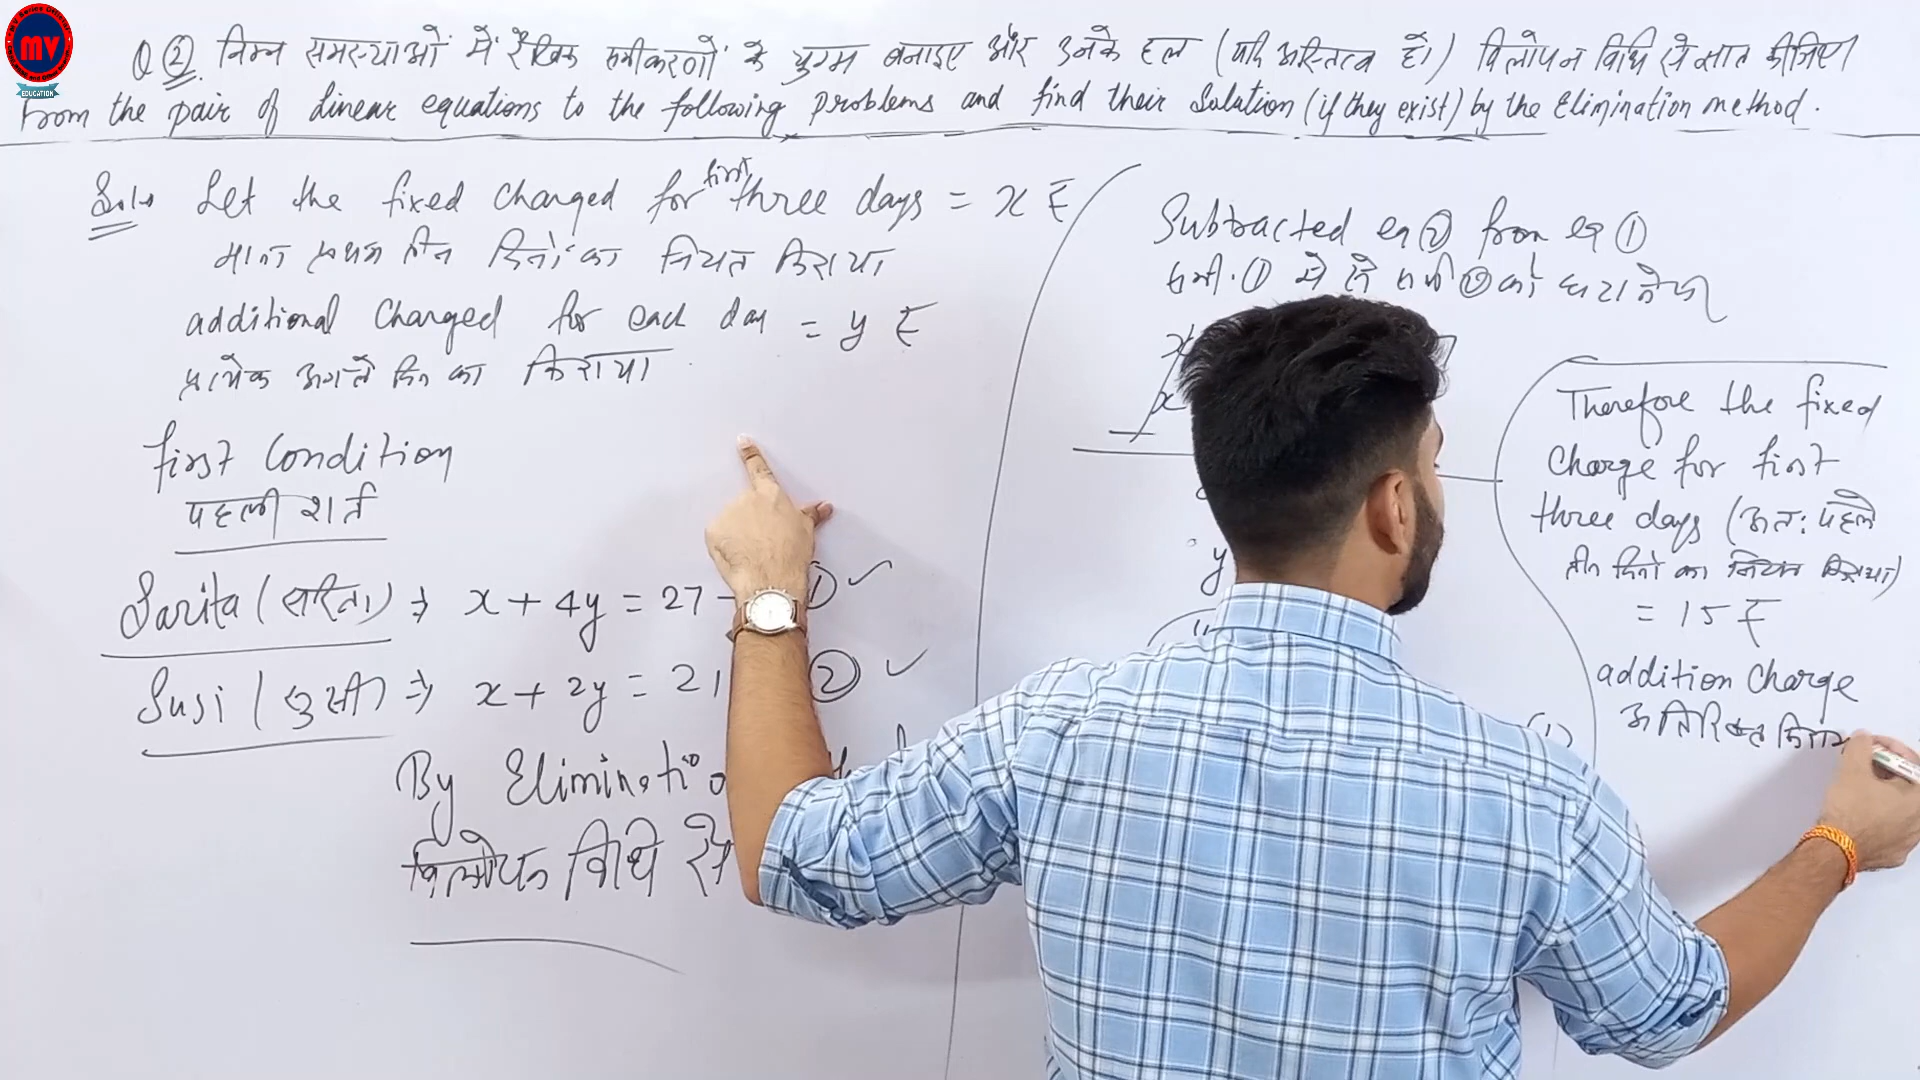 MV
EDUCATION
Q ②. निम्न समस्याओं में रैखिक समीकरणों के युग्म बनाइए और उनके हल (यदि अस्तित्व हो) विलोपन विधि से ज्ञात कीजिए।
From the pair of Linear equations to the following problems and find their Solution (if they exist) by the Elimination method.
Let the fixed charged for first three days = x ₹
माना प्रथम तीन दिनों का नियत किराया
additional charged for each day = y ₹
प्रत्येक अगले दिन का किराया
first Condition
पहली शर्त
Sarita (सरिता) ⇒ x + 4y = 27 - ①✓
Susi (सुसी) ⇒ x + 2y = 21 ②✓
By Eliminatio
विलोपन विधि से
Subtracted eq ② from eq ①
समी. ① में से समी ② को घटाने पर
x
x
y
Therefore the fixed
charge for first
three days (अतः पहले
तीन दिनों का नियत किराया)
= 15 ₹
addition charge
अतिरिक्त किराय